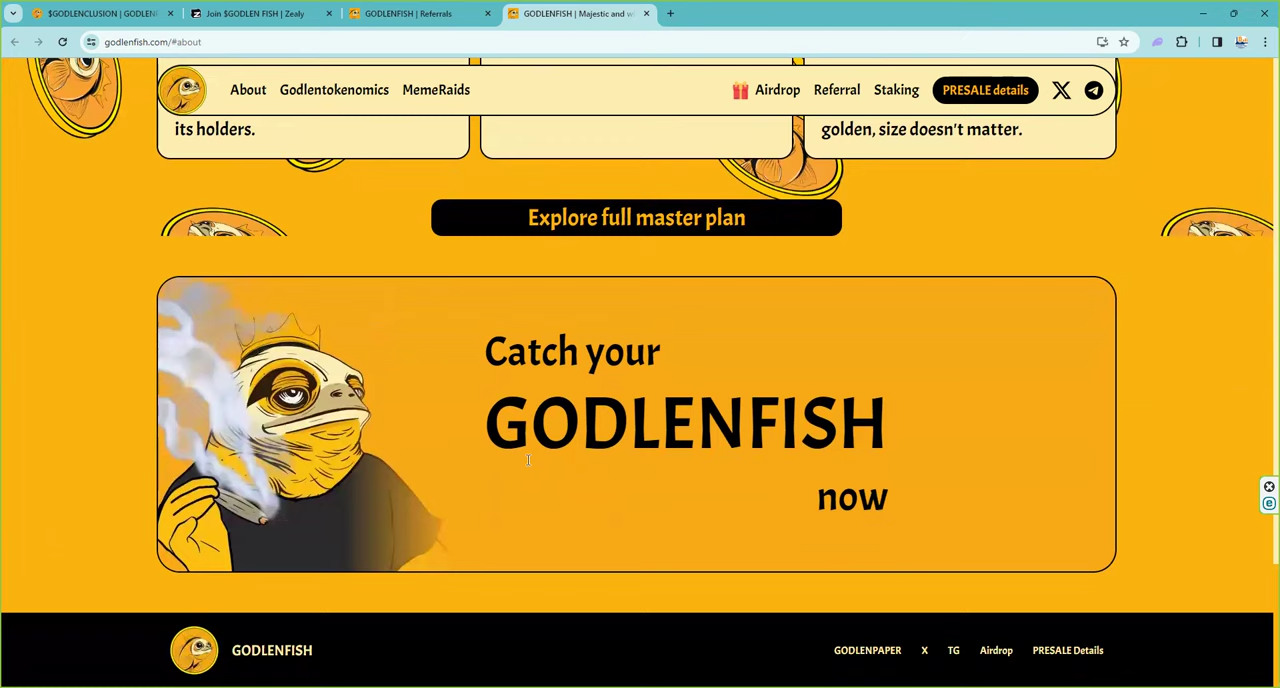 $GODLENCLUSION | GODLEN
Join $GODLEN FISH | Zealy
GODLENFISH | Referrals
GODLENFISH | Majestic and w
godlenfish.com/#about
About Godlentokenomics MemeRaids Airdrop Referral Staking PRESALE details
its holders.
golden, size doesn't matter.
Explore full master plan
Catch your
GODLENFISH
now
GODLENFISH GODLENPAPER X TG Airdrop PRESALE Details